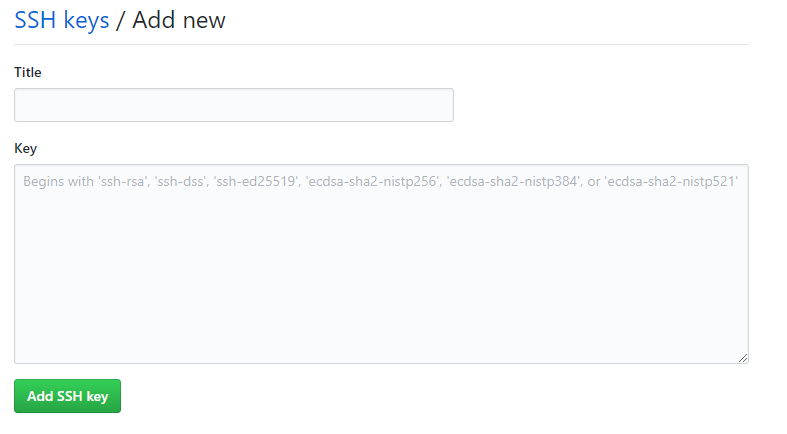 SSH keys / Add new
Title
Key
Begins with 'ssh-rsa', 'ssh-dss', 'ssh-ed25519', 'ecdsa-sha2-nistp256', 'ecdsa-sha2-nistp384', or 'ecdsa-sha2-nistp521'
Add SSH key